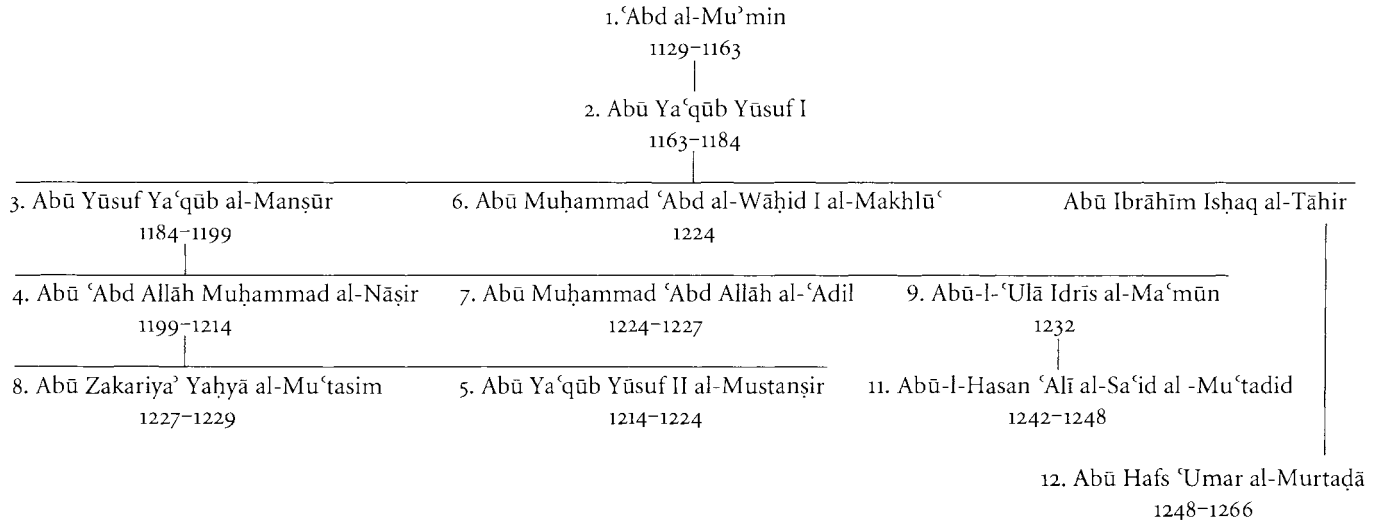 1. ʿAbd al-Muʾmin
1129–1163
2. Abū Yaʿqūb Yūsuf I
1163–1184
3. Abū Yūsuf Yaʿqūb al-Manṣūr 6. Abū Muḥammad ʿAbd al-Wāḥid I al-Makhlūʿ Abū Ibrāhīm Isḥaq al-Tāhir
1184–1199 1224
4. Abū ʿAbd Allāh Muḥammad al-Nāṣir 7. Abū Muḥammad ʿAbd Allāh al-ʿAdil 9. Abū-l-ʿUlā Idrīs al-Maʿmūn
1199–1214 1224–1227 1232
8. Abū Zakariyaʾ Yaḥyā al-Muʿtasim 5. Abū Yaʿqūb Yūsuf II al-Mustanṣir 11. Abū-l-Hasan ʿAlī al-Saʿid al -Muʿtadid
1227–1229 1214–1224 1242–1248
12. Abū Hafs ʿUmar al-Murtaḍā
1248–1266